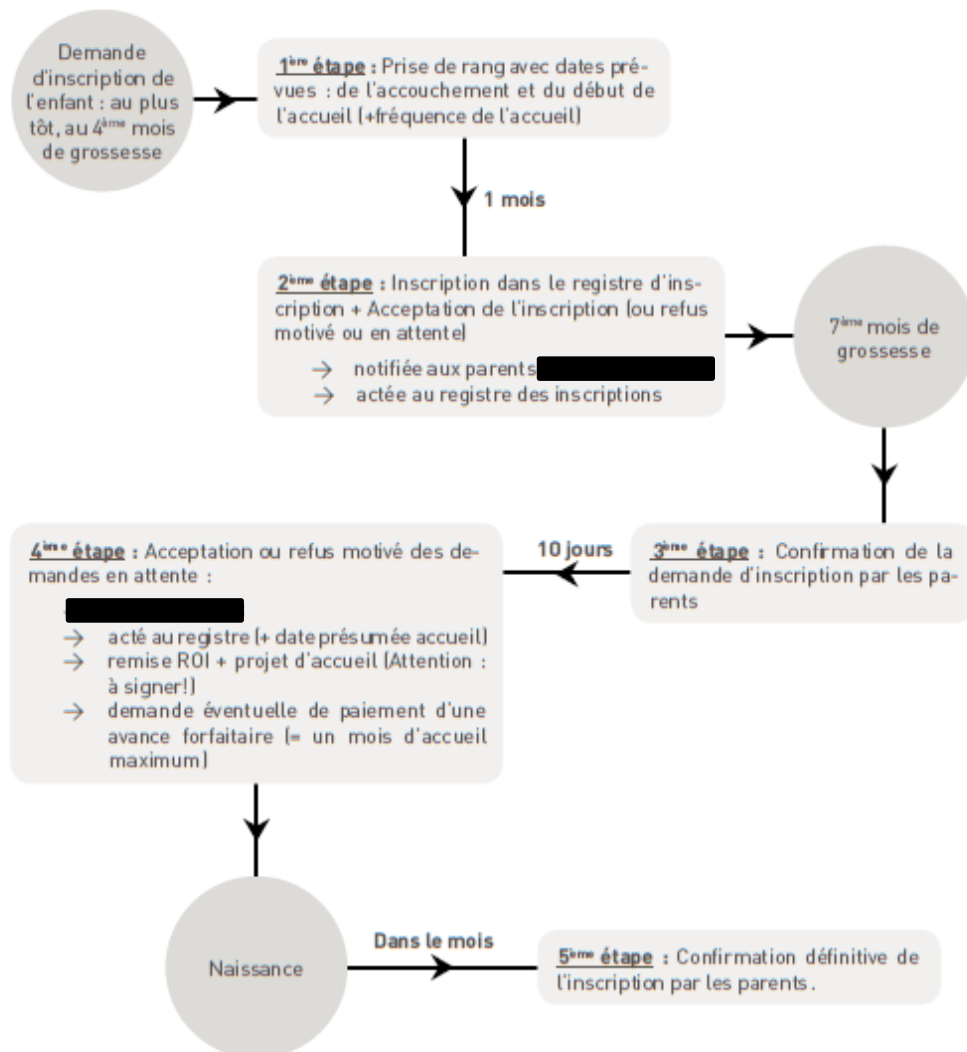 Demande
d'inscription de
l'enfant : au plus
tôt, au 4ème mois
de grossesse
1ère étape : Prise de rang avec dates pré-
vues : de l'accouchement et du début de
l'accueil (+fréquence de l'accueil)
1 mois
2ème étape : Inscription dans le registre d'ins-
cription + Acceptation de l'inscription (ou refus
motivé ou en attente)
→ notifiée aux parents
→ actée au registre des inscriptions
7ème mois de
grossesse
3ème étape : Confirmation de la
demande d'inscription par les pa-
rents
10 jours
4ème étape : Acceptation ou refus motivé des de-
mandes en attente :
→ acté au registre (+ date présumée accueil)
→ remise ROI + projet d'accueil (Attention :
à signer!)
→ demande éventuelle de paiement d'une
avance forfaitaire (= un mois d'accueil
maximum)
Naissance
Dans le mois
5ème étape : Confirmation définitive de
l'inscription par les parents.